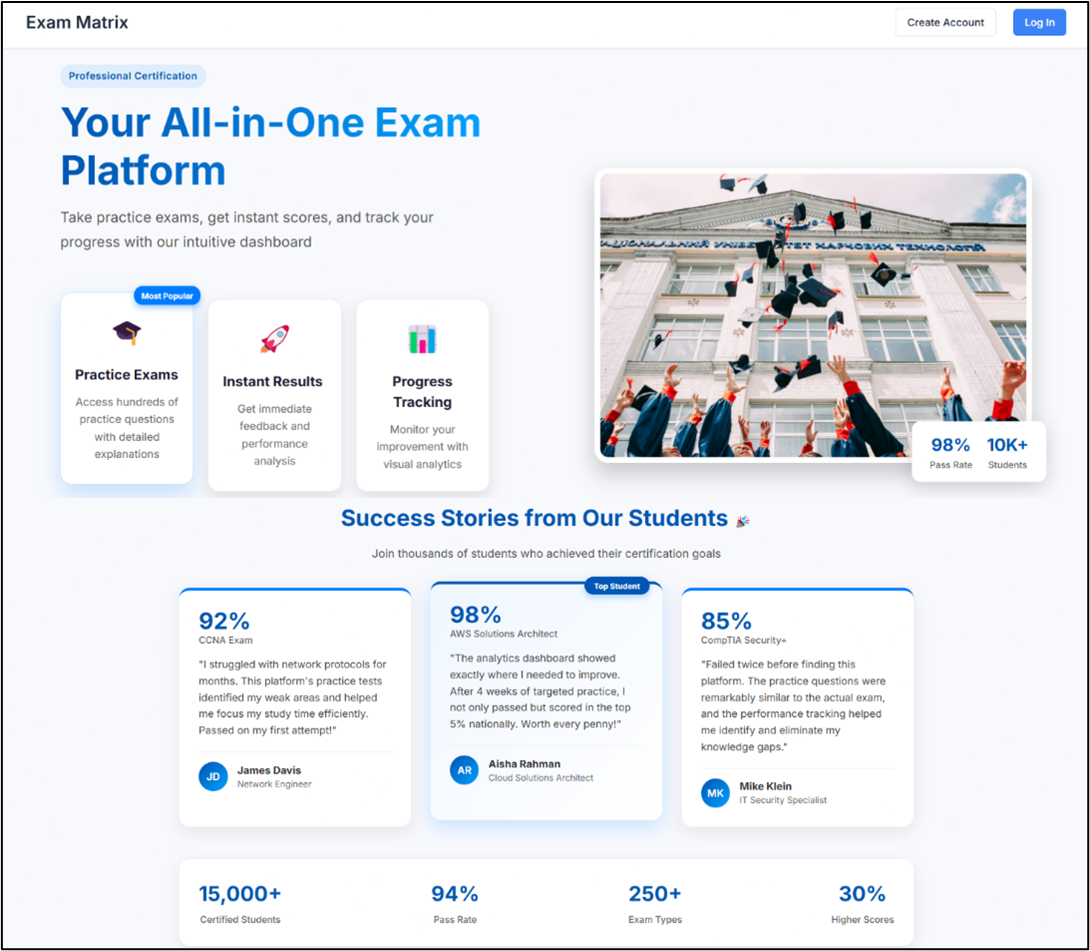 Exam Matrix
Create Account
Log In
Professional Certification
Your All-in-One Exam
Platform
Take practice exams, get instant scores, and track your
progress with our intuitive dashboard
Most Popular
Practice Exams
Access hundreds of
practice questions
with detailed
explanations
Instant Results
Get immediate
feedback and
performance
analysis
Progress
Tracking
Monitor your
improvement with
visual analytics
УНІВЕРСИТЕТ ХАРЧОВИХ ТЕХНОЛОГІЙ
98%
Pass Rate
10K+
Students
Success Stories from Our Students
Join thousands of students who achieved their certification goals
92%
CCNA Exam
"I struggled with network protocols for
months. This platform's practice tests
identified my weak areas and helped
me focus my study time efficiently.
Passed on my first attempt!"
JD
James Davis
Network Engineer
Top Student
98%
AWS Solutions Architect
"The analytics dashboard showed
exactly where I needed to improve.
After 4 weeks of targeted practice, I
not only passed but scored in the top
5% nationally. Worth every penny!"
AR
Aisha Rahman
Cloud Solutions Architect
85%
CompTIA Security+
"Failed twice before finding this
platform. The practice questions were
remarkably similar to the actual exam,
and the performance tracking helped
me identify and eliminate my
knowledge gaps."
MK
Mike Klein
IT Security Specialist
15,000+
Certified Students
94%
Pass Rate
250+
Exam Types
30%
Higher Scores